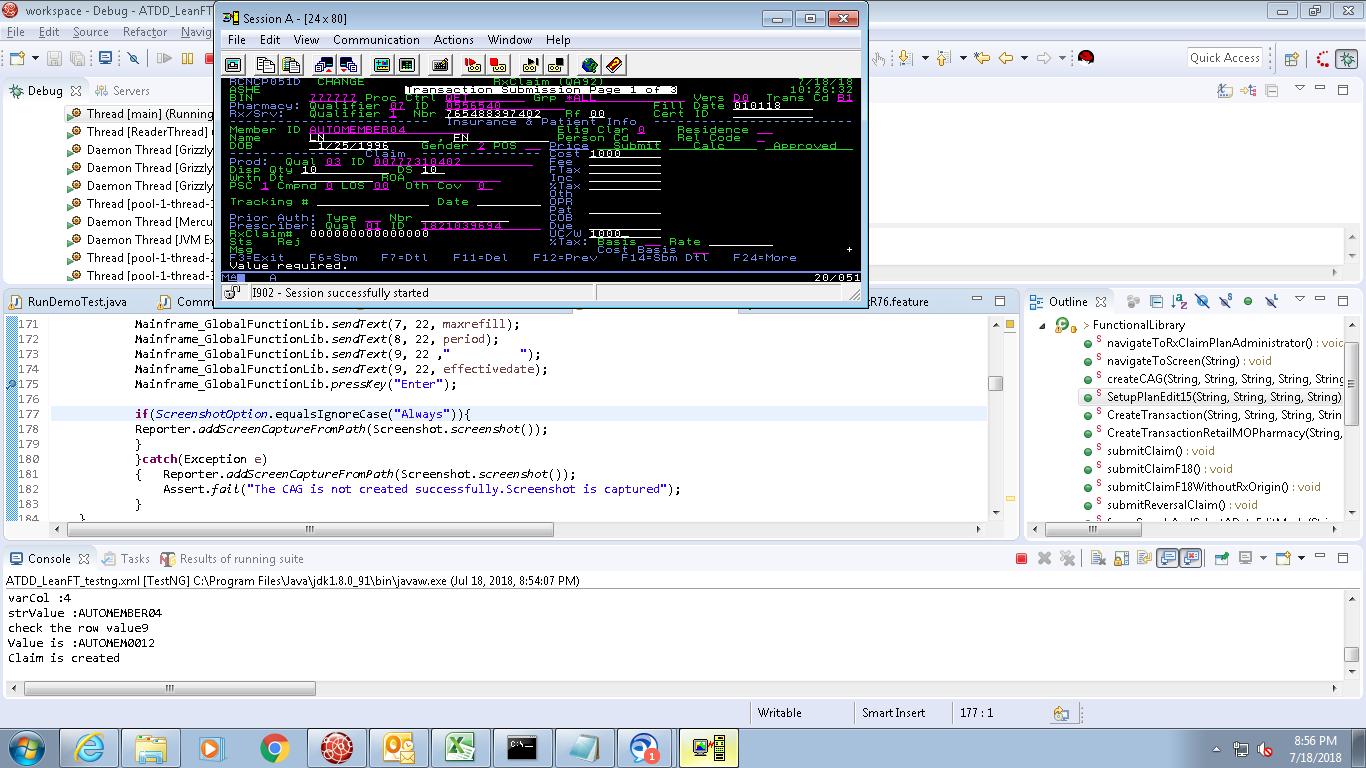 workspace - Debug - ATDD_LeanF
File Edit Source Refactor Navig
Quick Access
Debug Servers
Thread [main] (Running)
Thread [ReaderThread]
Daemon Thread [Grizzly
Daemon Thread [Grizzly
Daemon Thread [Grizzly
Thread [pool-1-thread-
Daemon Thread [Mercu
Daemon Thread [JVM Ex
Thread [pool-1-thread-2
Thread [pool-1-thread-3
Session A - [24 x 80]
File Edit View Communication Actions Window Help
RCNCP051D CHANGE RxClaim (QA92) 7/18/18
ASHE Transaction Submission Page 1 of 3 10:26:32
BIN 777777 Proc Ctrl WET Grp *ALL Vers D0 Trans Cd B1
Pharmacy: Qualifier 07 ID 0556540 Fill Date 010118
Rx/Srv: Qualifier 1 Nbr 765488397402 Rf 00 Cert ID
Insurance & Patient Info
Member ID AUTOMEMBER04 Elig Clar 0 Residence
Name LN , FN Person Cd Rel Code
DOB 1/25/1996 Gender 2 POS Price Submit Calc Approved
Claim Cost 1000
Prod: Qual 03 ID 00777310402 Fee
Disp Qty 10 DS 10 FTax
Wrtn Dt ROA Inc
PSC 1 Cmpnd 0 LOS 00 Oth Cov 0 %Tax
Oth
Tracking # Date OPR
Pat
Prior Auth: Type Nbr COB
Prescriber: Qual 01 ID 1821039694 Due
RxClaim# 00000000000000 UC/W 1000
Sts Rej %Tax: Basis Rate
Msg Cost Basis +
F3=Exit F6=Sbm F7=Dtl F11=Del F12=Prev F14=Sbm Dtl F24=More
Value required.
MA A 20/051
I902 - Session successfully started
RunDemoTest.java Comm R76.feature
171 Mainframe_GlobalFunctionLib.sendText(7, 22, maxrefill);
172 Mainframe_GlobalFunctionLib.sendText(8, 22, period);
173 Mainframe_GlobalFunctionLib.sendText(9, 22 ,"          ");
174 Mainframe_GlobalFunctionLib.sendText(9, 22, effectivedate);
175 Mainframe_GlobalFunctionLib.pressKey("Enter");
176
177 if(ScreenshotOption.equalsIgnoreCase("Always")){
178 Reporter.addScreenCaptureFromPath(Screenshot.screenshot());
179 }
180 }catch(Exception e)
181 { Reporter.addScreenCaptureFromPath(Screenshot.screenshot());
182 Assert.fail("The CAG is not created successfully.Screenshot is captured");
183 }
184 }
Outline
FunctionalLibrary
navigateToRxClaimPlanAdministrator() : void
navigateToScreen(String) : void
createCAG(String, String, String, String, String
SetupPlanEdit15(String, String, String, String)
CreateTransaction(String, String, String, Strin
CreateTransactionRetailMOPharmacy(String,
submitClaim() : void
submitClaimF18()
submitClaimF18WithoutRxOrigin() : void
submitReversalClaim() : void
Console Tasks Results of running suite
ATDD_LeanFT_testng.xml [TestNG] C:\Program Files\Java\jdk1.8.0_91\bin\javaw.exe (Jul 18, 2018, 8:54:07 PM)
varCol :4
strValue :AUTOMEMBER04
check the row value9
Value is :AUTOMEM0012
Claim is created
Writable Smart Insert 177 : 1
8:56 PM
7/18/2018